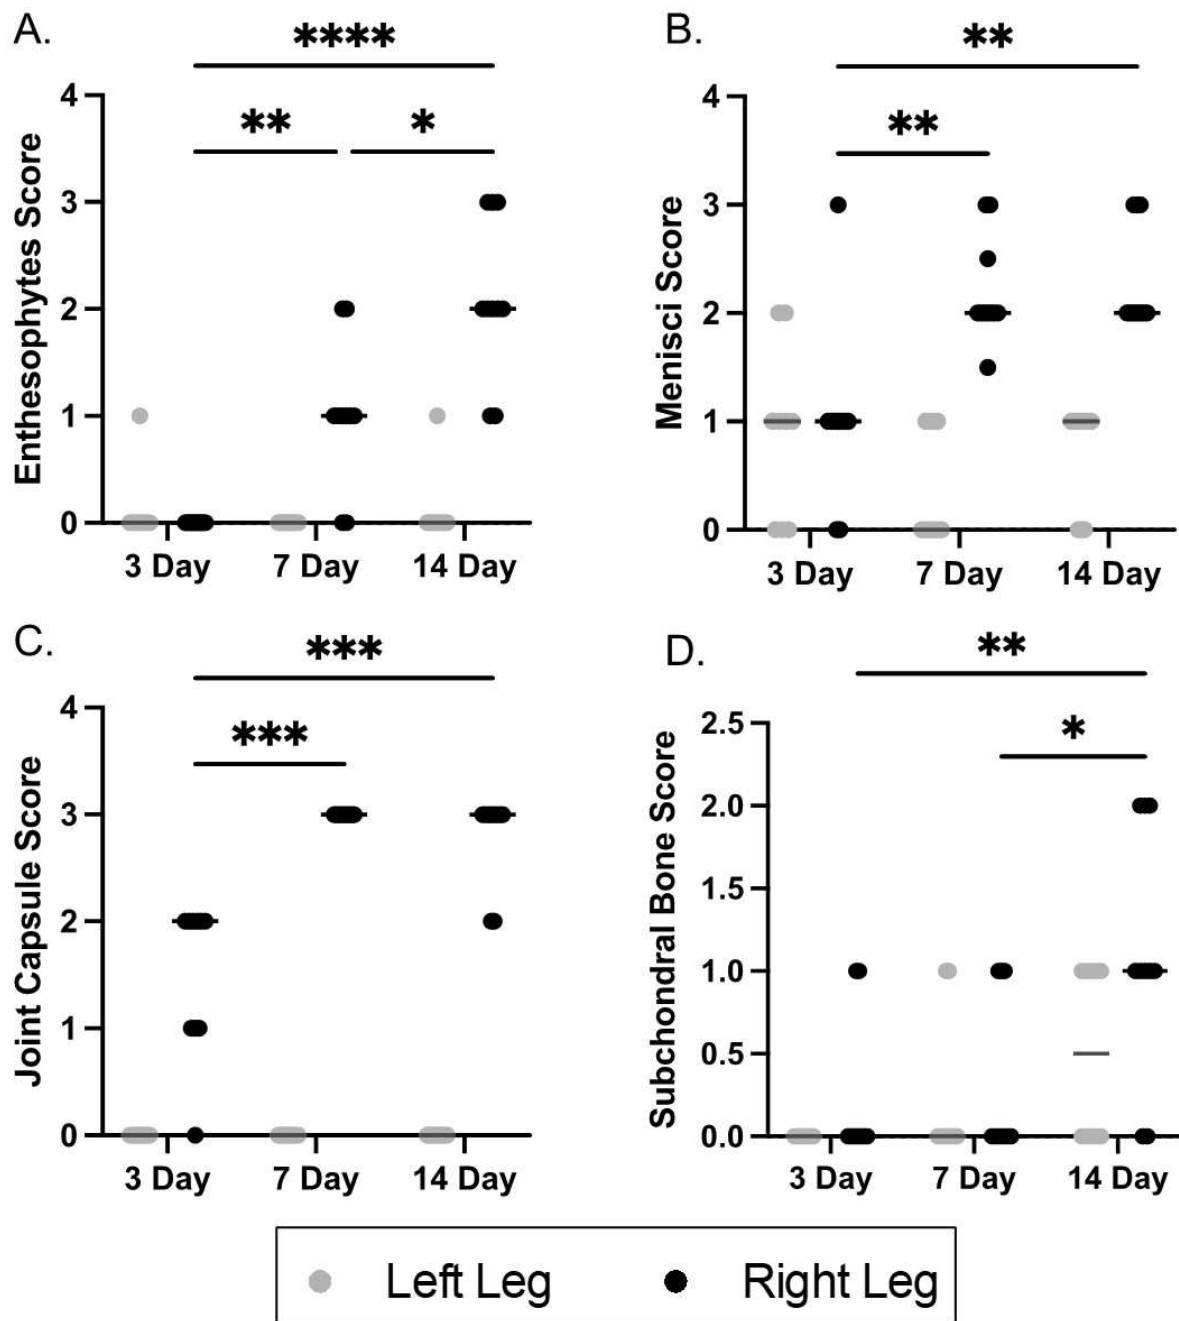 A.
****
**
*
4
3
2
1
0
Enthesophytes Score
3 Day
7 Day
14 Day
B.
**
**
4
3
2
1
0
Menisci Score
3 Day
7 Day
14 Day
C.
***
***
4
3
2
1
0
Joint Capsule Score
3 Day
7 Day
14 Day
D.
**
*
2.5
2.0
1.5
1.0
0.5
0.0
Subchondral Bone Score
3 Day
7 Day
14 Day
Left Leg
Right Leg